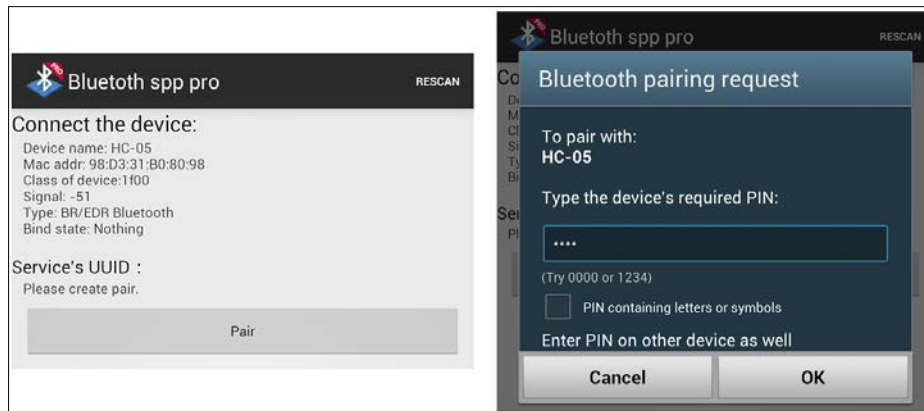 Bluetoth spp pro
RESCAN
Connect the device:
Device name: HC-05
Mac addr: 98:D3:31:B0:80:98
Class of device:1f00
Signal: -51
Type: BR/EDR Bluetooth
Bind state: Nothing
Service's UUID :
Please create pair.
Pair
PRO
Bluetoth spp pro
RESCAN
Bluetooth pairing request
To pair with:
HC-05
Type the device's required PIN:
••••
(Try 0000 or 1234)
PIN containing letters or symbols
Enter PIN on other device as well
Cancel
OK